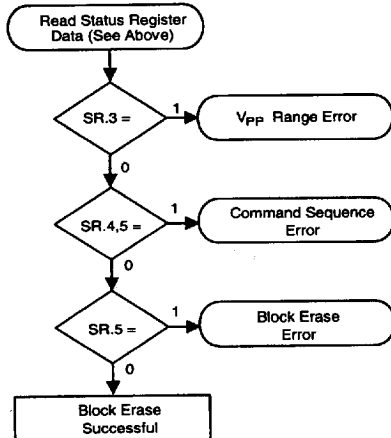 Read Status Register
Data (See Above)
SR.3 =
1
V_PP Range Error
0
SR.4,5 =
1
Command Sequence
Error
0
SR.5 =
1
Block Erase
Error
0
Block Erase
Successful